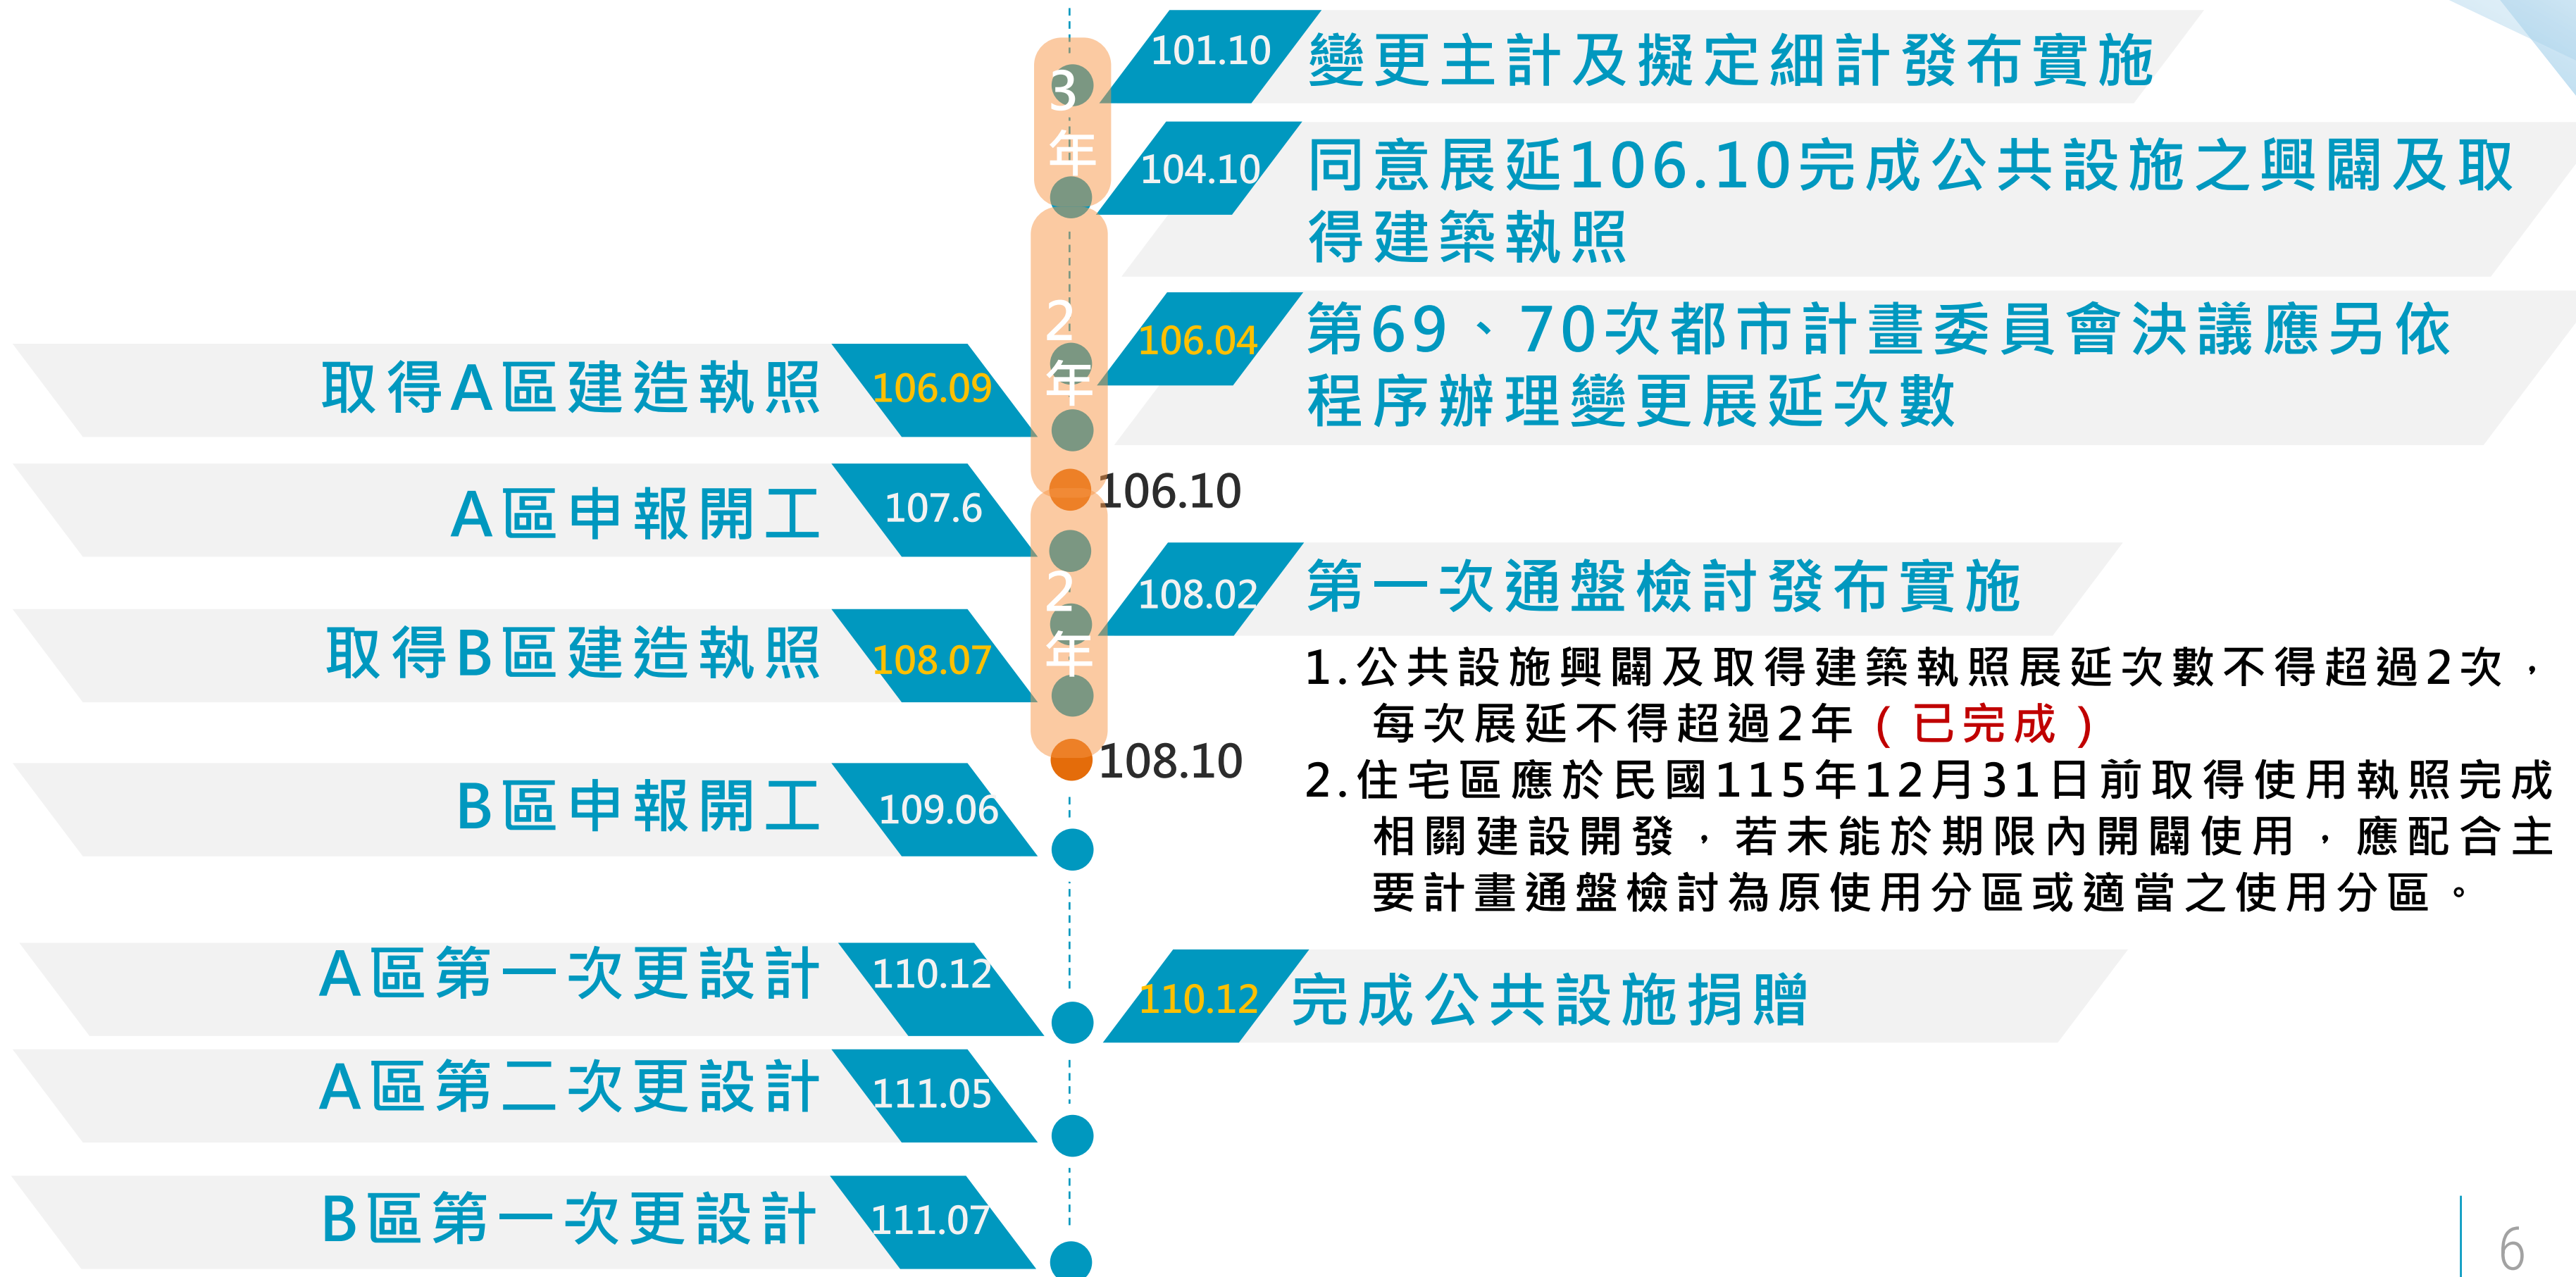 101.10
變更主計及擬定細計發布實施
3
年
104.10
同意展延106.10完成公共設施之興闢及取
得建築執照
2
年
106.04
第69、70次都市計畫委員會決議應另依
程序辦理變更展延次數
取得A區建造執照
106.09
106.10
A區申報開工
107.6
2
年
108.02
第一次通盤檢討發布實施
取得B區建造執照
108.07
1.公共設施興闢及取得建築執照展延次數不得超過2次，
每次展延不得超過2年（已完成）
108.10
2.住宅區應於民國115年12月31日前取得使用執照完成
相關建設開發，若未能於期限內開闢使用，應配合主
要計畫通盤檢討為原使用分區或適當之使用分區。
B區申報開工
109.06
A區第一次更設計
110.12
110.12
完成公共設施捐贈
A區第二次更設計
111.05
B區第一次更設計
111.07
6